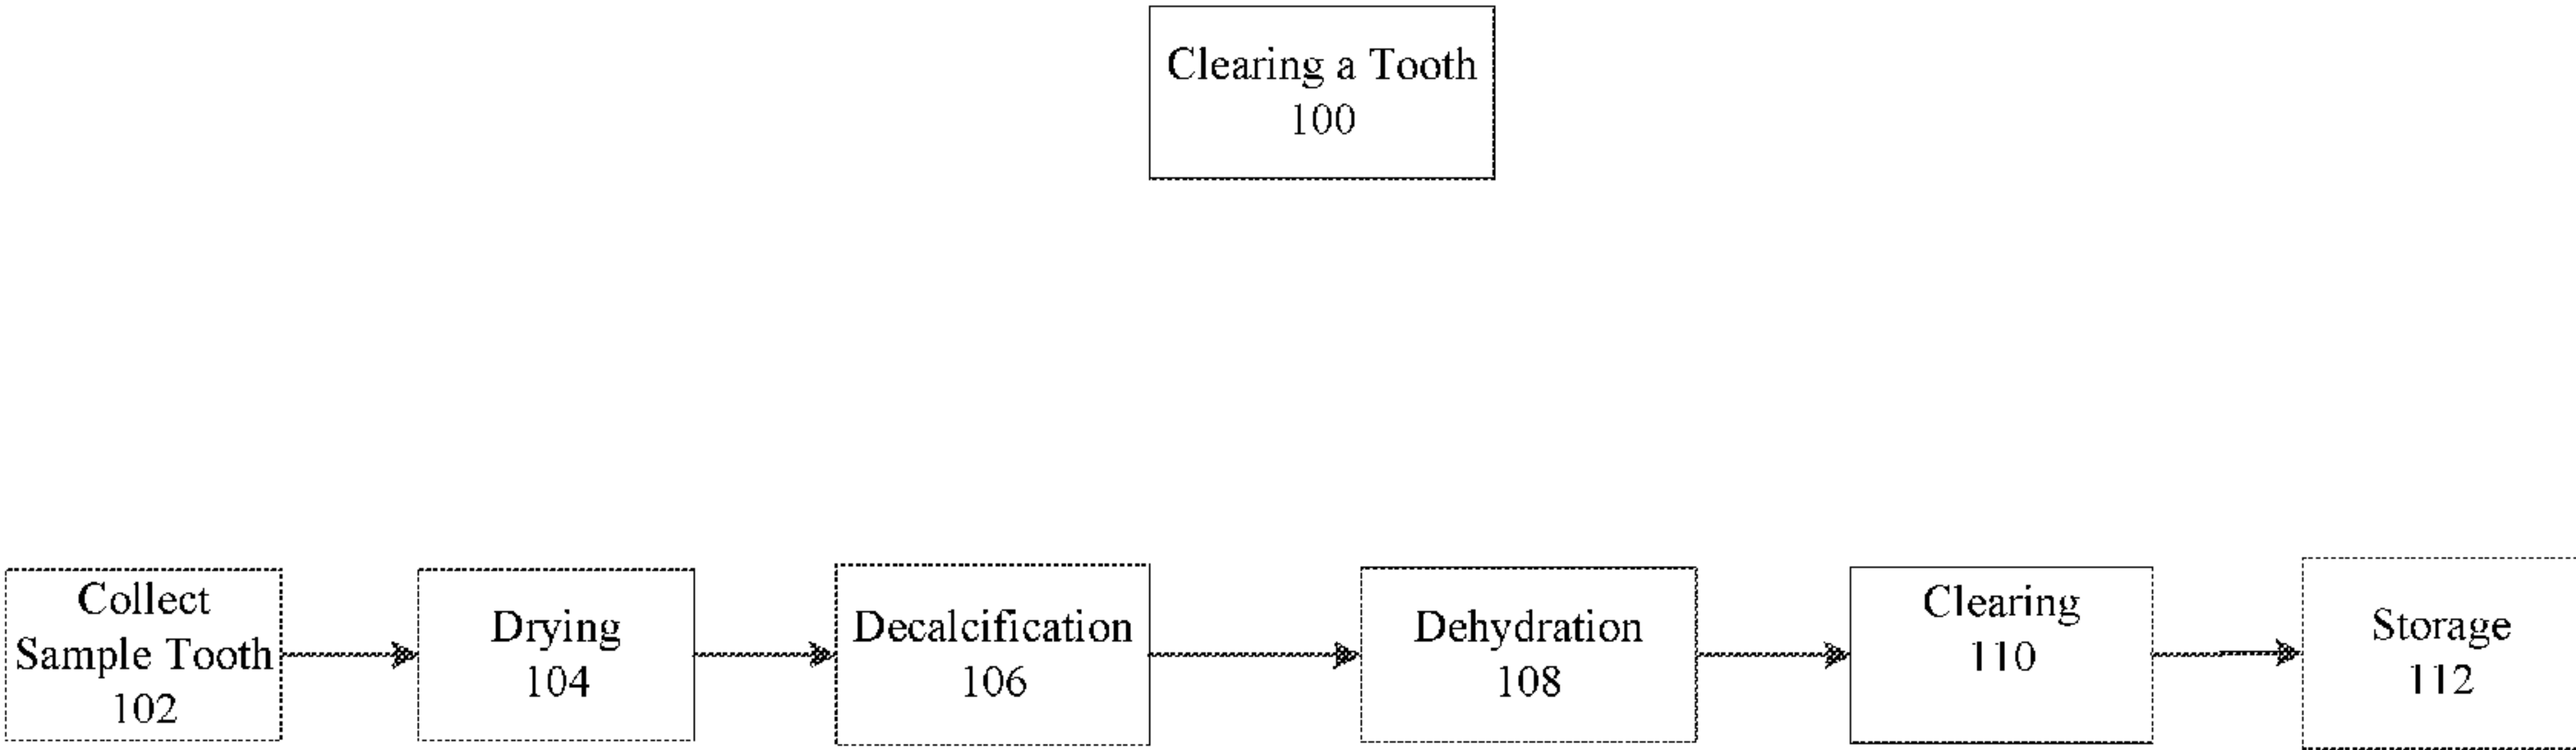 Clearing a Tooth
100
Collect
Sample Tooth
102
Drying
104
Decalcification
106
Dehydration
108
Clearing
110
Storage
112